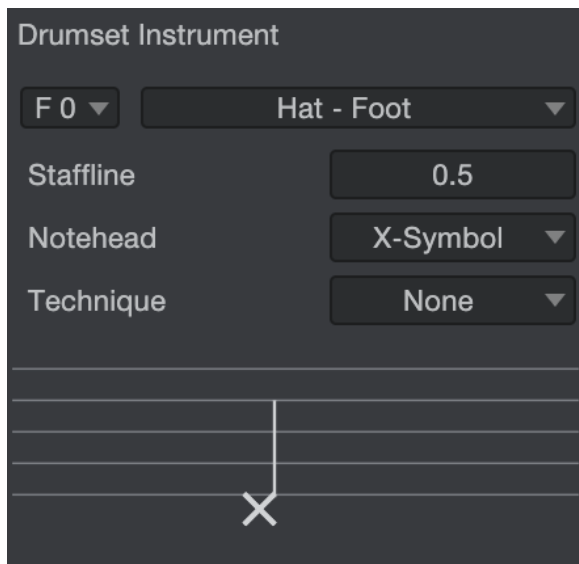 Drumset Instrument
F 0 Hat - Foot
Staffline 0.5
Notehead X-Symbol
Technique None